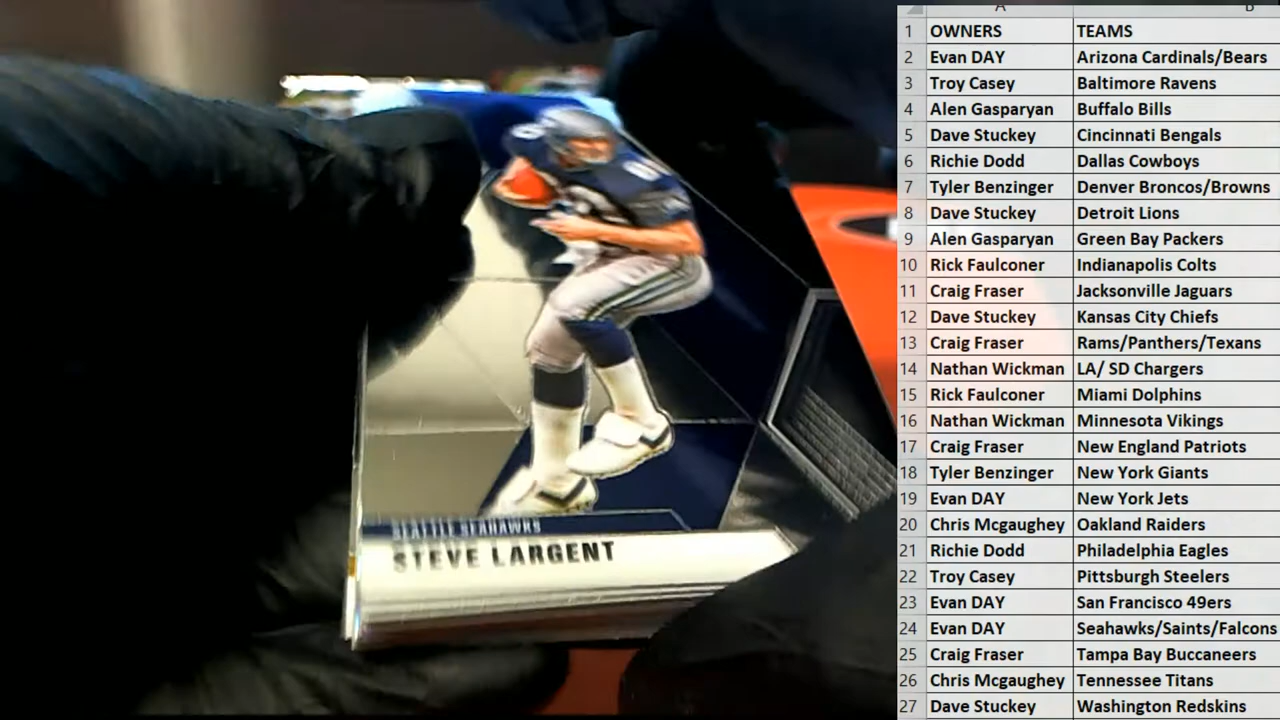 SEATTLE SEAHAWKS
STEVE LARGENT
A B
1 OWNERS TEAMS
2 Evan DAY Arizona Cardinals/Bears
3 Troy Casey Baltimore Ravens
4 Alen Gasparyan Buffalo Bills
5 Dave Stuckey Cincinnati Bengals
6 Richie Dodd Dallas Cowboys
7 Tyler Benzinger Denver Broncos/Browns
8 Dave Stuckey Detroit Lions
9 Alen Gasparyan Green Bay Packers
10 Rick Faulconer Indianapolis Colts
11 Craig Fraser Jacksonville Jaguars
12 Dave Stuckey Kansas City Chiefs
13 Craig Fraser Rams/Panthers/Texans
14 Nathan Wickman LA/ SD Chargers
15 Rick Faulconer Miami Dolphins
16 Nathan Wickman Minnesota Vikings
17 Craig Fraser New England Patriots
18 Tyler Benzinger New York Giants
19 Evan DAY New York Jets
20 Chris Mcgaughey Oakland Raiders
21 Richie Dodd Philadelphia Eagles
22 Troy Casey Pittsburgh Steelers
23 Evan DAY San Francisco 49ers
24 Evan DAY Seahawks/Saints/Falcons
25 Craig Fraser Tampa Bay Buccaneers
26 Chris Mcgaughey Tennessee Titans
27 Dave Stuckey Washington Redskins